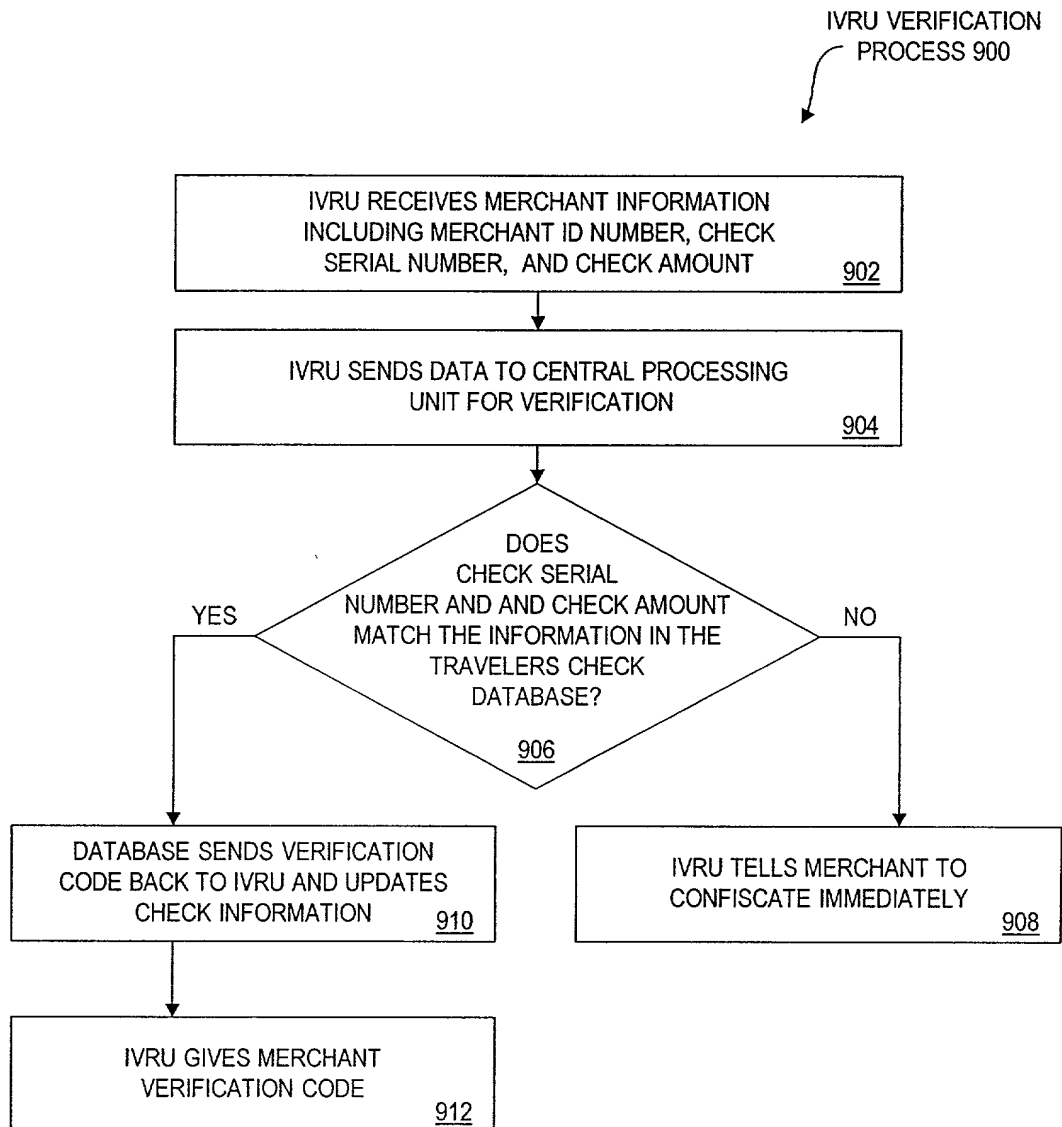 IVRU VERIFICATION
PROCESS 900
IVRU RECEIVES MERCHANT INFORMATION
INCLUDING MERCHANT ID NUMBER, CHECK
SERIAL NUMBER, AND CHECK AMOUNT
902
IVRU SENDS DATA TO CENTRAL PROCESSING
UNIT FOR VERIFICATION
904
DOES
CHECK SERIAL
NUMBER AND AND CHECK AMOUNT
MATCH THE INFORMATION IN THE
TRAVELERS CHECK
DATABASE?
906
YES
NO
DATABASE SENDS VERIFICATION
CODE BACK TO IVRU AND UPDATES
CHECK INFORMATION
910
IVRU TELLS MERCHANT TO
CONFISCATE IMMEDIATELY
908
IVRU GIVES MERCHANT
VERIFICATION CODE
912